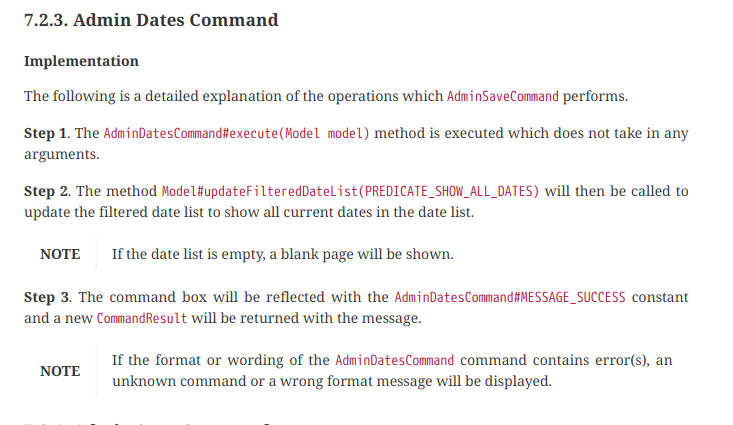 7.2.3. Admin Dates Command
Implementation
The following is a detailed explanation of the operations which AdminSaveCommand performs.
Step 1. The AdminDatesCommand#execute(Model model) method is executed which does not take in any
arguments.
Step 2. The method Model#updateFilteredDateList(PREDICATE_SHOW_ALL_DATES) will then be called to
update the filtered date list to show all current dates in the date list.
NOTE If the date list is empty, a blank page will be shown.
Step 3. The command box will be reflected with the AdminDatesCommand#MESSAGE_SUCCESS constant
and a new CommandResult will be returned with the message.
If the format or wording of the AdminDatesCommand command contains error(s), an
NOTE
unknown command or a wrong format message will be displayed.